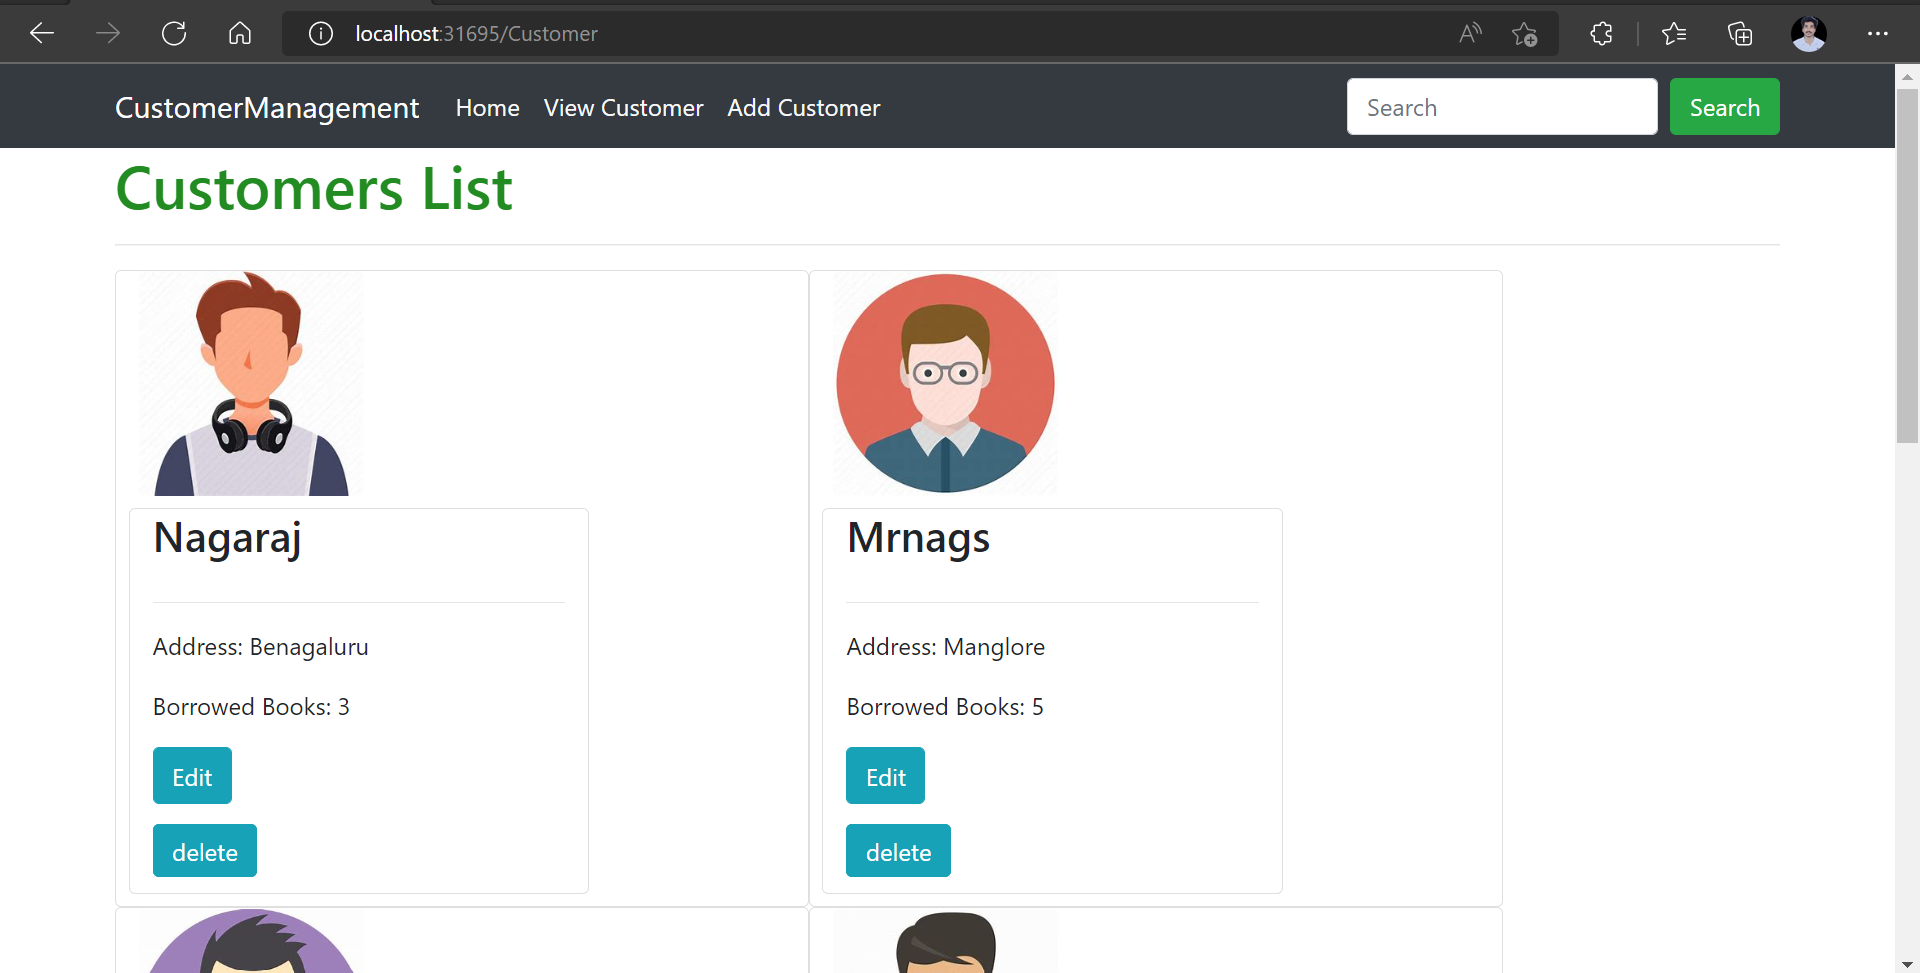 localhost:31695/Customer
CustomerManagement Home View Customer Add Customer Search Search
Customers List
Nagaraj
Address: Benagaluru
Borrowed Books: 3
Edit
delete
Mrnags
Address: Manglore
Borrowed Books: 5
Edit
delete